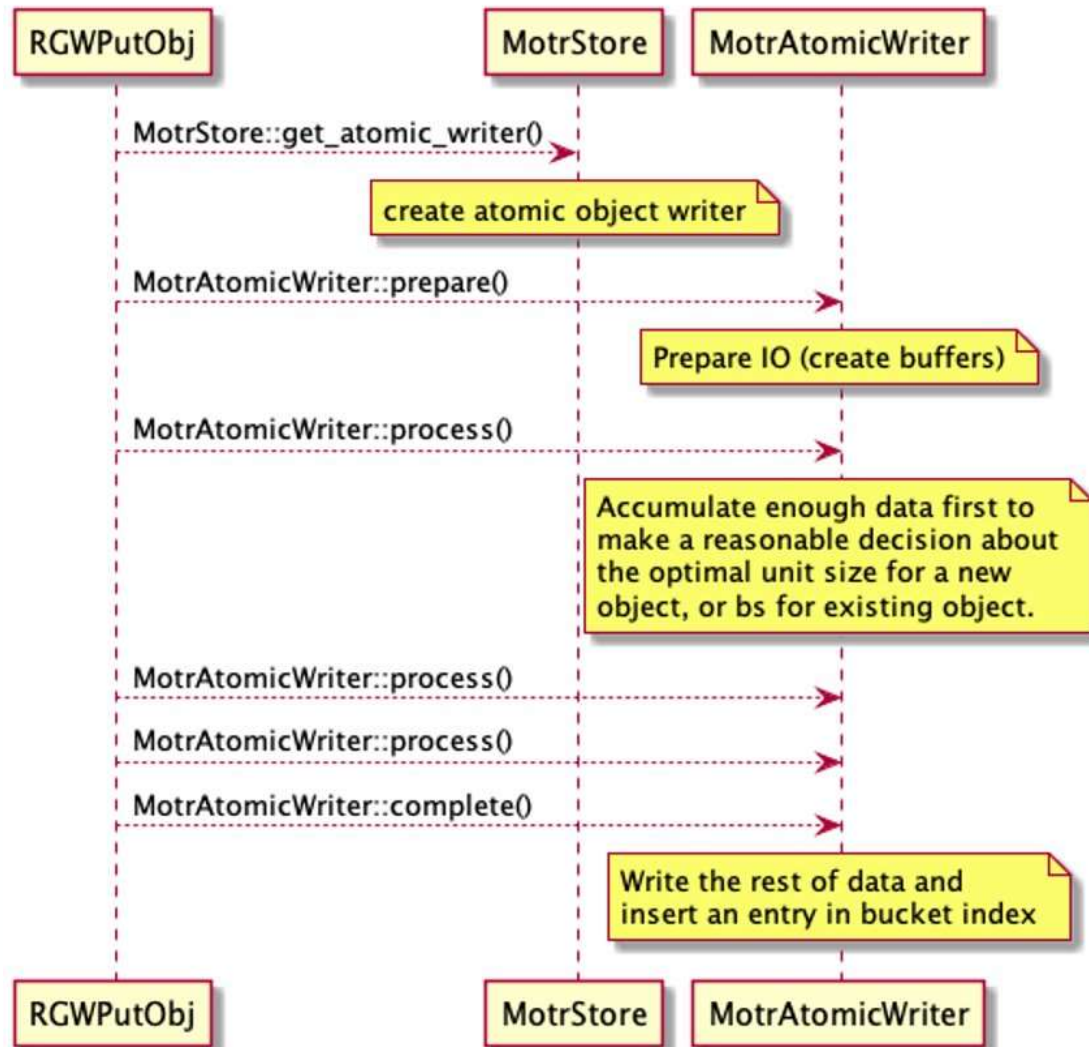 RGWPutObj
MotrStore
MotrAtomicWriter
MotrStore::get_atomic_writer()
create atomic object writer
MotrAtomicWriter::prepare()
Prepare IO (create buffers)
MotrAtomicWriter::process()
Accumulate enough data first to
make a reasonable decision about
the optimal unit size for a new
object, or bs for existing object.
MotrAtomicWriter::process()
MotrAtomicWriter::process()
MotrAtomicWriter::complete()
Write the rest of data and
insert an entry in bucket index
RGWPutObj
MotrStore
MotrAtomicWriter